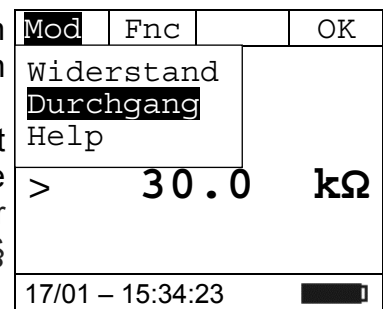 Mod Fnc OK
Widerstand
Durchgang
Help
> 30.0 kΩ
17/01 – 15:34:23